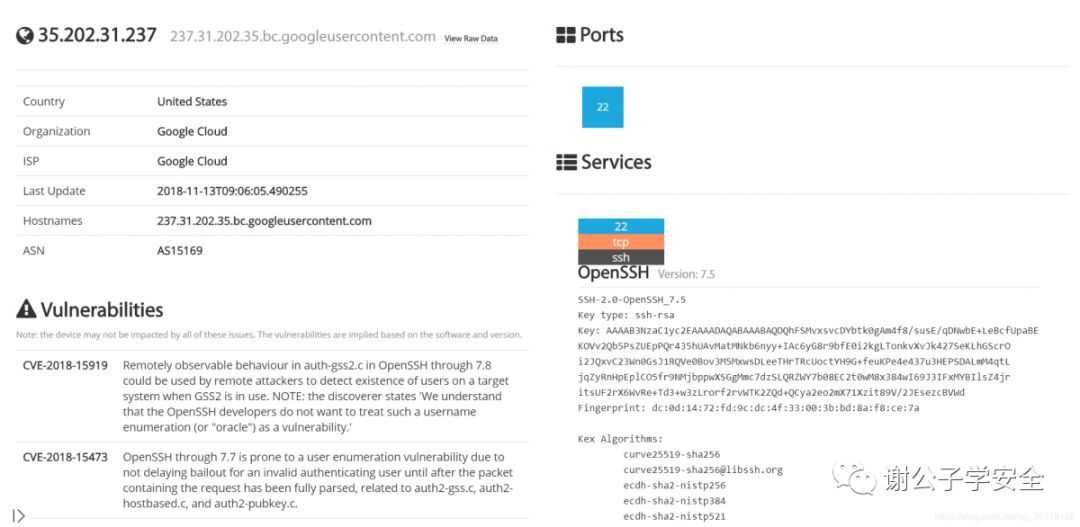 35.202.31.237 237.31.202.35.bc.googleusercontent.com View Raw Data
Country United States
Organization Google Cloud
ISP Google Cloud
Last Update 2018-11-13T09:06:05.490255
Hostnames 237.31.202.35.bc.googleusercontent.com
ASN AS15169
Vulnerabilities
Note: the device may not be impacted by all of these issues. The vulnerabilities are implied based on the software and version.
CVE-2018-15919 Remotely observable behaviour in auth-gss2.c in OpenSSH through 7.8
could be used by remote attackers to detect existence of users on a target
system when GSS2 is in use. NOTE: the discoverer states 'We understand
that the OpenSSH developers do not want to treat such a username
enumeration (or "oracle") as a vulnerability.'
CVE-2018-15473 OpenSSH through 7.7 is prone to a user enumeration vulnerability due to
not delaying bailout for an invalid authenticating user until after the packet
containing the request has been fully parsed, related to auth2-gss.c, auth2-
hostbased.c, and auth2-pubkey.c.
Ports
22
Services
22
tcp
ssh
OpenSSH Version: 7.5
SSH-2.0-OpenSSH_7.5
Key type: ssh-rsa
Key: AAAAB3NzaC1yc2EAAAADAQABAAABAQDQhFSMvxsvcDYbtk0gAm4f8/susE/qDNwbE+LeBcfUpaBE
KOVv2Qb5PsZUEpPQr435hUAvMatMNkb6nyy+IAc6yG8r9bfE0i2kgLTonkvXvJk427SeKLhGScrO
i2JQxvC23Wn0GsJ1RQVe0Bov3M5MxwsDLeeTHrTRcUoctYH9G+feuKPe4e437u3HEPSDALmM4qtL
jqZyRnHpEplCO5fr9NMjbppwXSGgMmc7dzSLQRZWY7b08EC2t0wM8x384wI69J3IFxMYBIlsZ4jr
itsUF2rX6WvRe+Td3+w3zLrorf2rvWTK2ZQd+QCya2eo2mX71Xzit89V/2JEsezcBVWd
Fingerprint: dc:0d:14:72:fd:9c:dc:4f:33:00:3b:bd:8a:f8:ce:7a
Kex Algorithms:
curve25519-sha256
curve25519-sha256@libssh.org
ecdh-sha2-nistp256
ecdh-sha2-nistp384
ecdh-sha2-nistp521
谢公子学安全